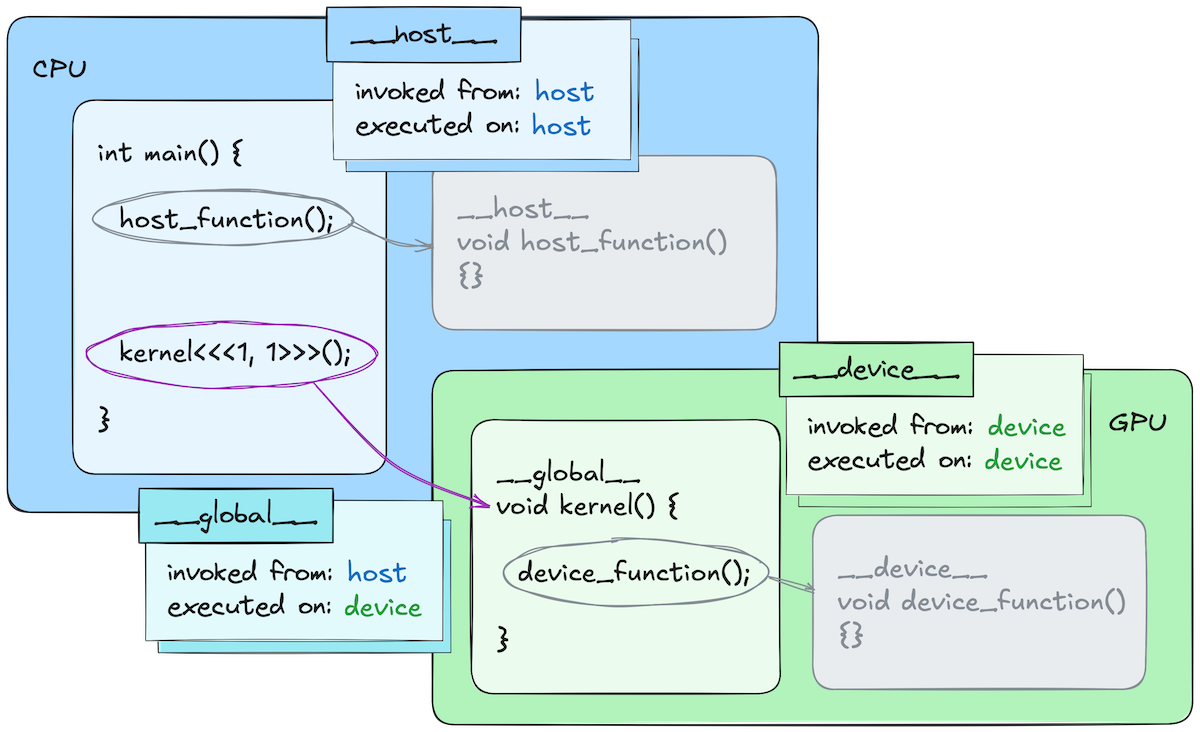 __host__
CPU
invoked from: host
executed on: host
int main() {
host_function();
__host__
void host_function()
{}
kernel<<<1, 1>>>();
}
__device__
invoked from: device
executed on: device
GPU
__global__
void kernel() {
__global__
invoked from: host
executed on: device
device_function();
}
__device__
void device_function()
{}